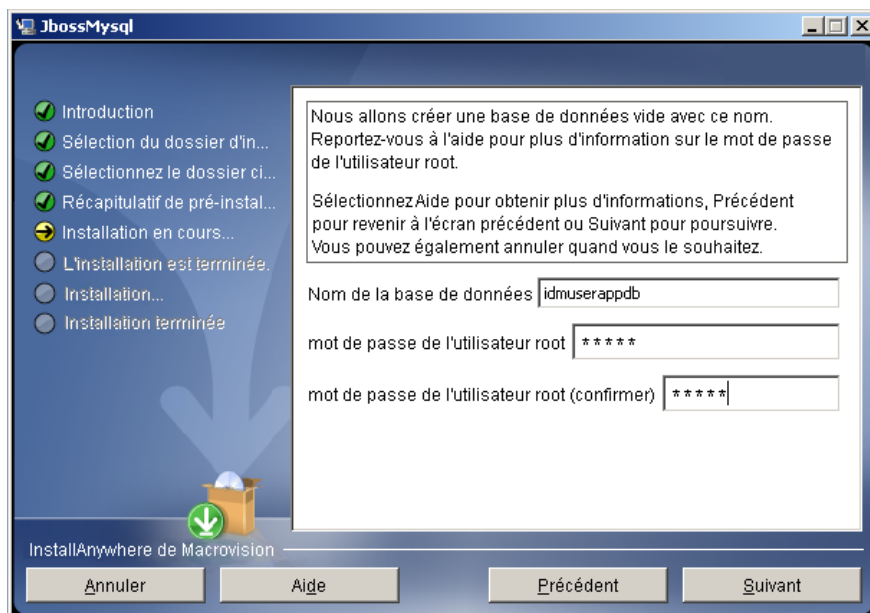 JbossMysql
Introduction
Sélection du dossier d'in...
Sélectionnez le dossier ci...
Récapitulatif de pré-instal...
Installation en cours...
L'installation est terminée.
Installation...
Installation terminée
Nous allons créer une base de données vide avec ce nom.
Reportez-vous à l'aide pour plus d'information sur le mot de passe
de l'utilisateur root.
Sélectionnez Aide pour obtenir plus d'informations, Précédent
pour revenir à l'écran précédent ou Suivant pour poursuivre.
Vous pouvez également annuler quand vous le souhaitez.
Nom de la base de données idmuserappdb
mot de passe de l'utilisateur root *****
mot de passe de l'utilisateur root (confirmer) *****
InstallAnywhere de Macrovision
Annuler Aide Précédent Suivant